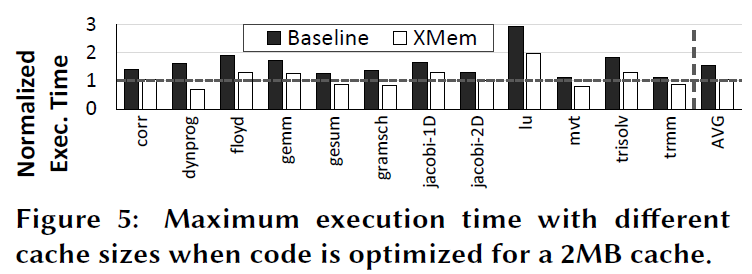 Normalized
Exec. Time
3
2
1
0
Baseline
XMem
corr
dynprog
floyd
gemm
gesum
gramsch
jacobi-1D
jacobi-2D
lu
mvt
trisolv
trmm
AVG
Figure 5: Maximum execution time with different
cache sizes when code is optimized for a 2MB cache.